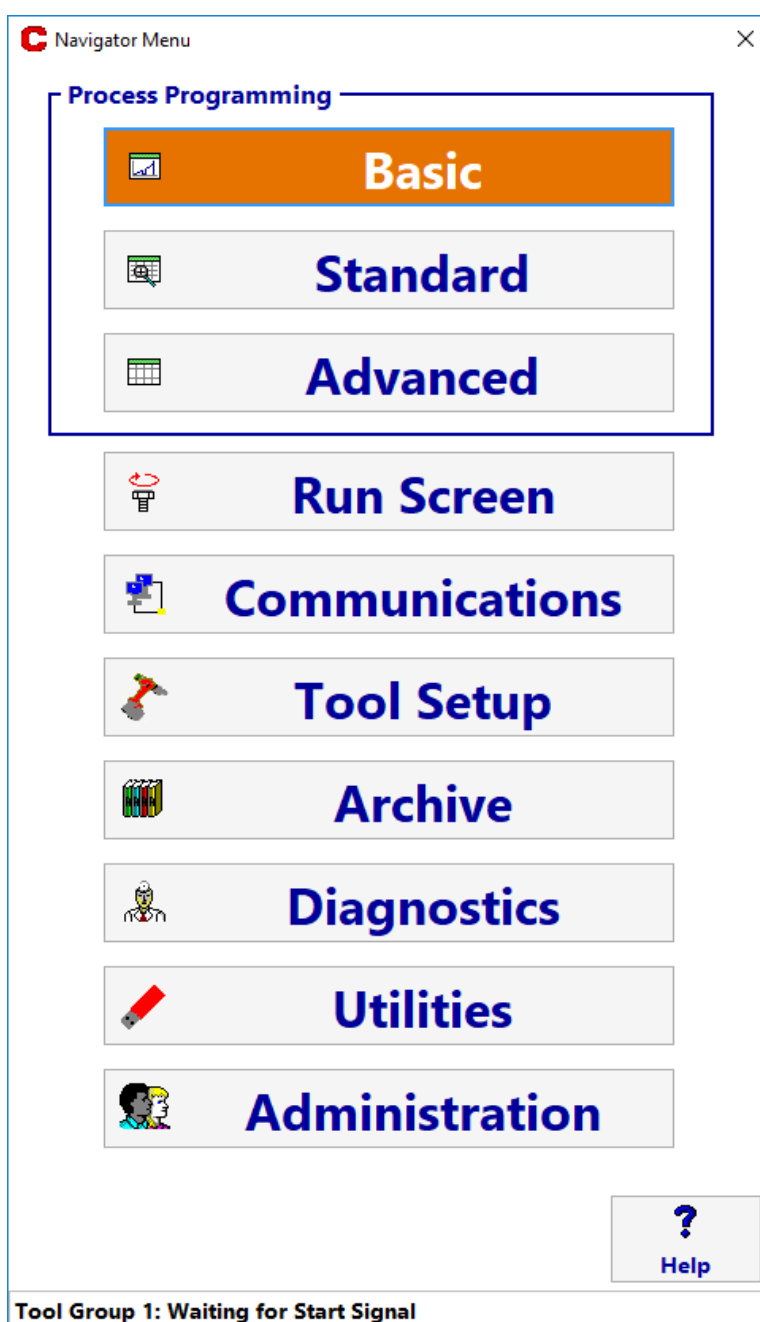 Navigator Menu
Process Programming
Basic
Standard
Advanced
Run Screen
Communications
Tool Setup
Archive
Diagnostics
Utilities
Administration
?
Help
Tool Group 1: Waiting for Start Signal